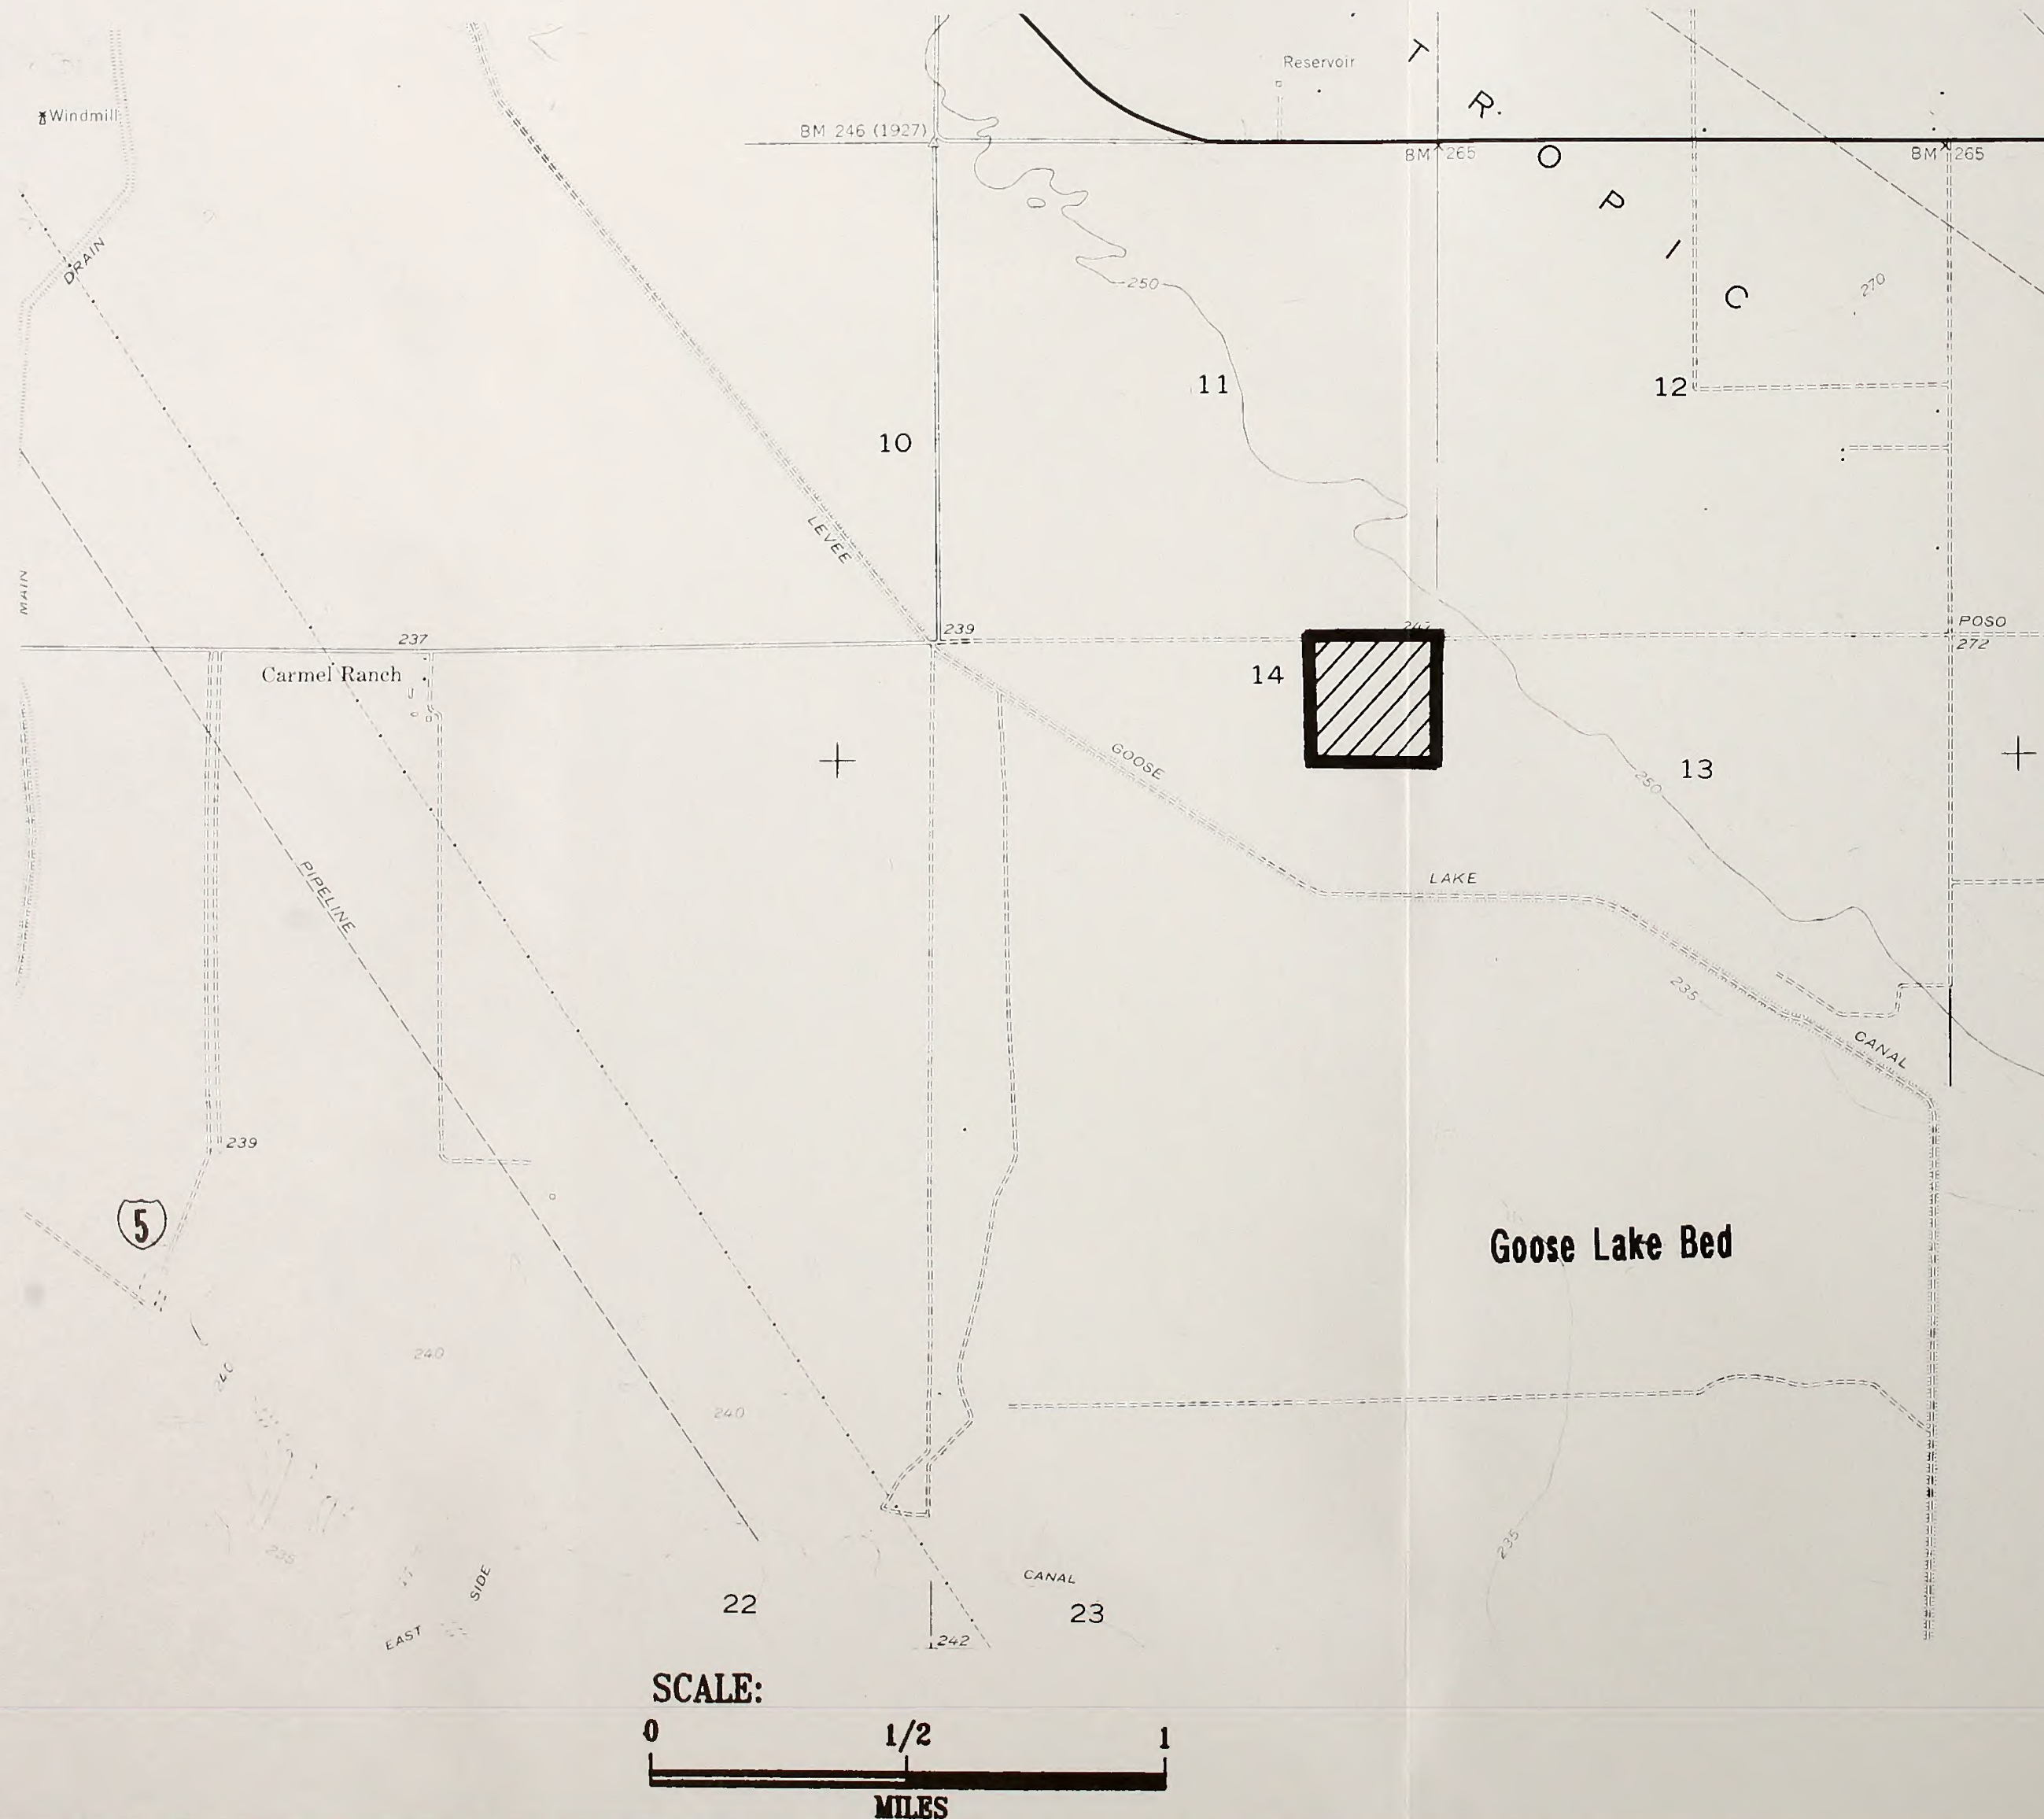 Reservoir
T
R.
O
P
I
C
Windmill
BM 246 (1927)
BM 265
BM 265
DRAIN
250
270
11
12
10
LEVEE
MAIN
237
239
POSO
272
Carmel Ranch
14
GOOSE
13
250
PIPELINE
LAKE
235
CANAL
239
5
Goose Lake Bed
240
240
240
235
235
EAST
SIDE
CANAL
22
23
242
SCALE:
0 1/2 1
MILES